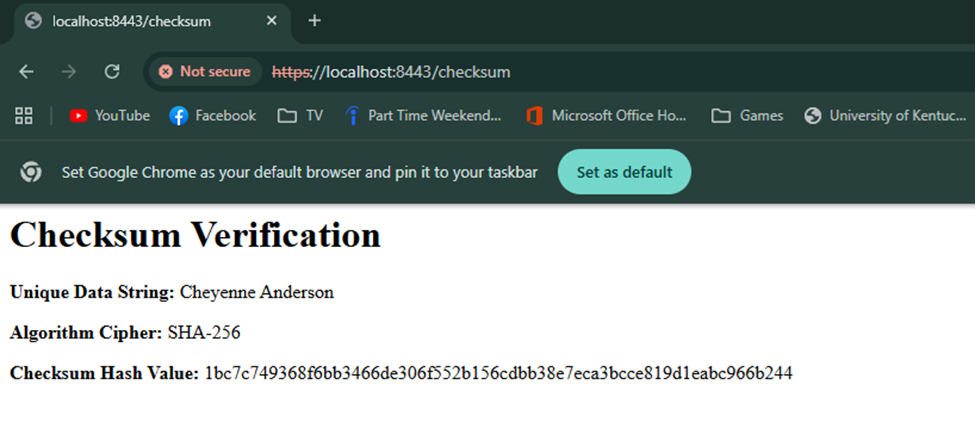 localhost:8443/checksum
Not secure https://localhost:8443/checksum
YouTube Facebook TV Part Time Weekend... Microsoft Office Ho... Games University of Kentuc...
Set Google Chrome as your default browser and pin it to your taskbar Set as default
Checksum Verification
Unique Data String: Cheyenne Anderson
Algorithm Cipher: SHA-256
Checksum Hash Value: 1bc7c749368f6bb3466de306f552b156cdbb38e7eca3bcce819d1eabc966b244